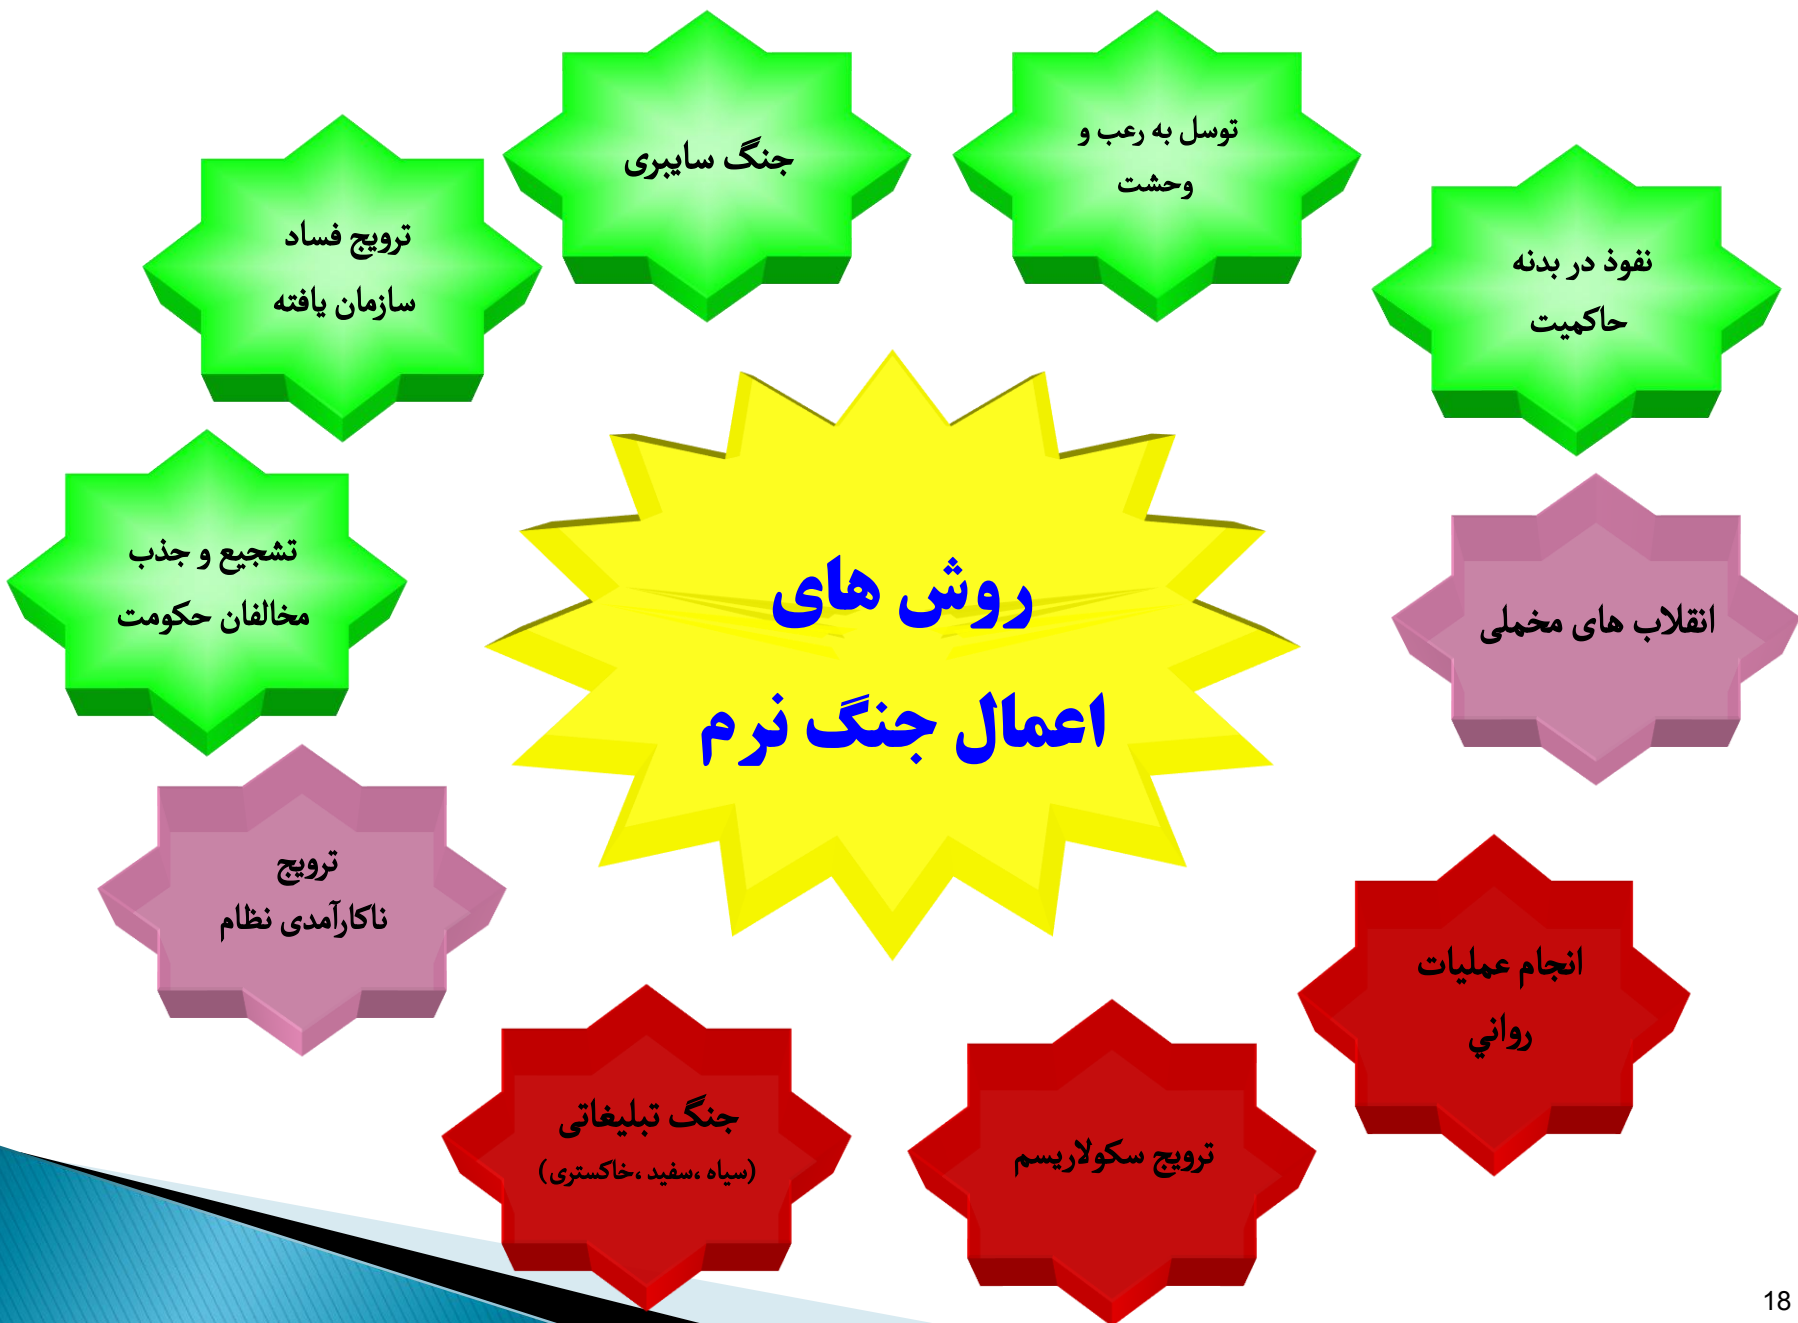 جنگ سایبری
توسل به رعب و
وحشت
نفوذ در بدنه
حاکمیت
ترویج فساد
سازمان یافته
تشجیع و جذب
مخالفان حکومت
روش های
اعمال جنگ نرم
انقلاب های مخملی
ترویج
ناکارآمدی نظام
انجام عملیات
رواني
جنگ تبلیغاتی
(سیاه ،سفید ،خاکستری)
ترویج سکولاریسم
18